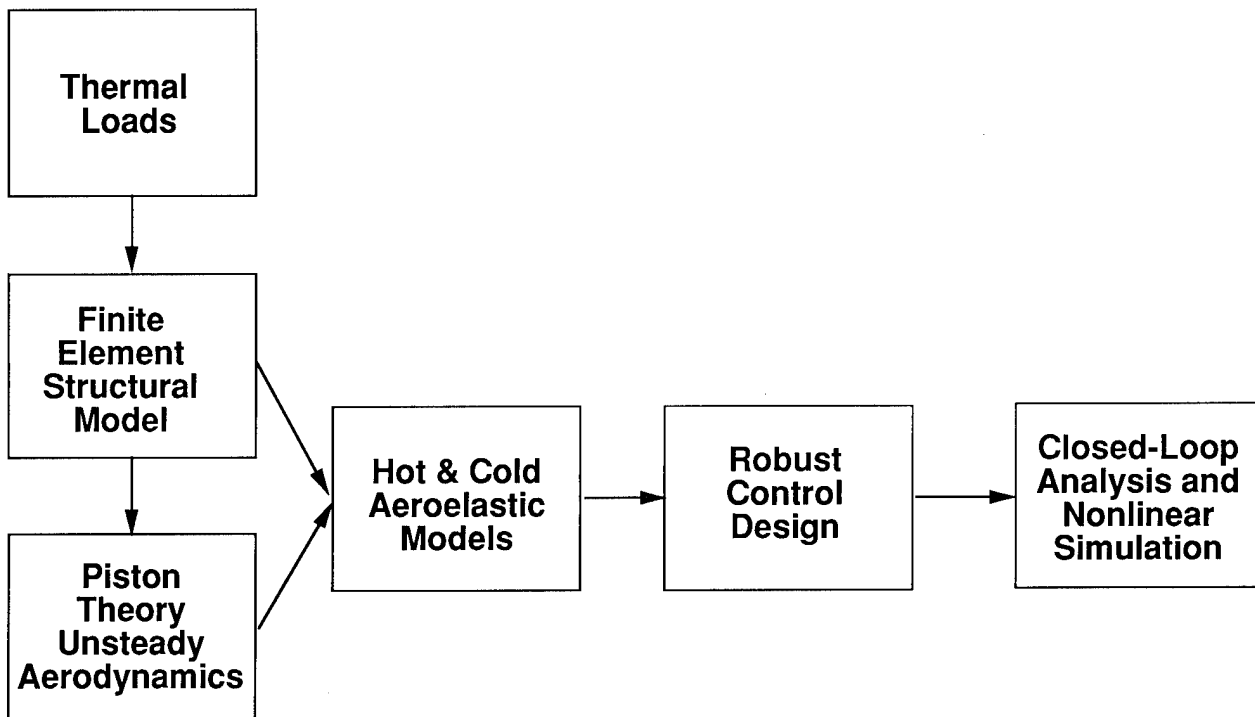 Thermal
Loads
Finite
Element
Structural
Model
Piston
Theory
Unsteady
Aerodynamics
Hot & Cold
Aeroelastic
Models
Robust
Control
Design
Closed-Loop
Analysis and
Nonlinear
Simulation